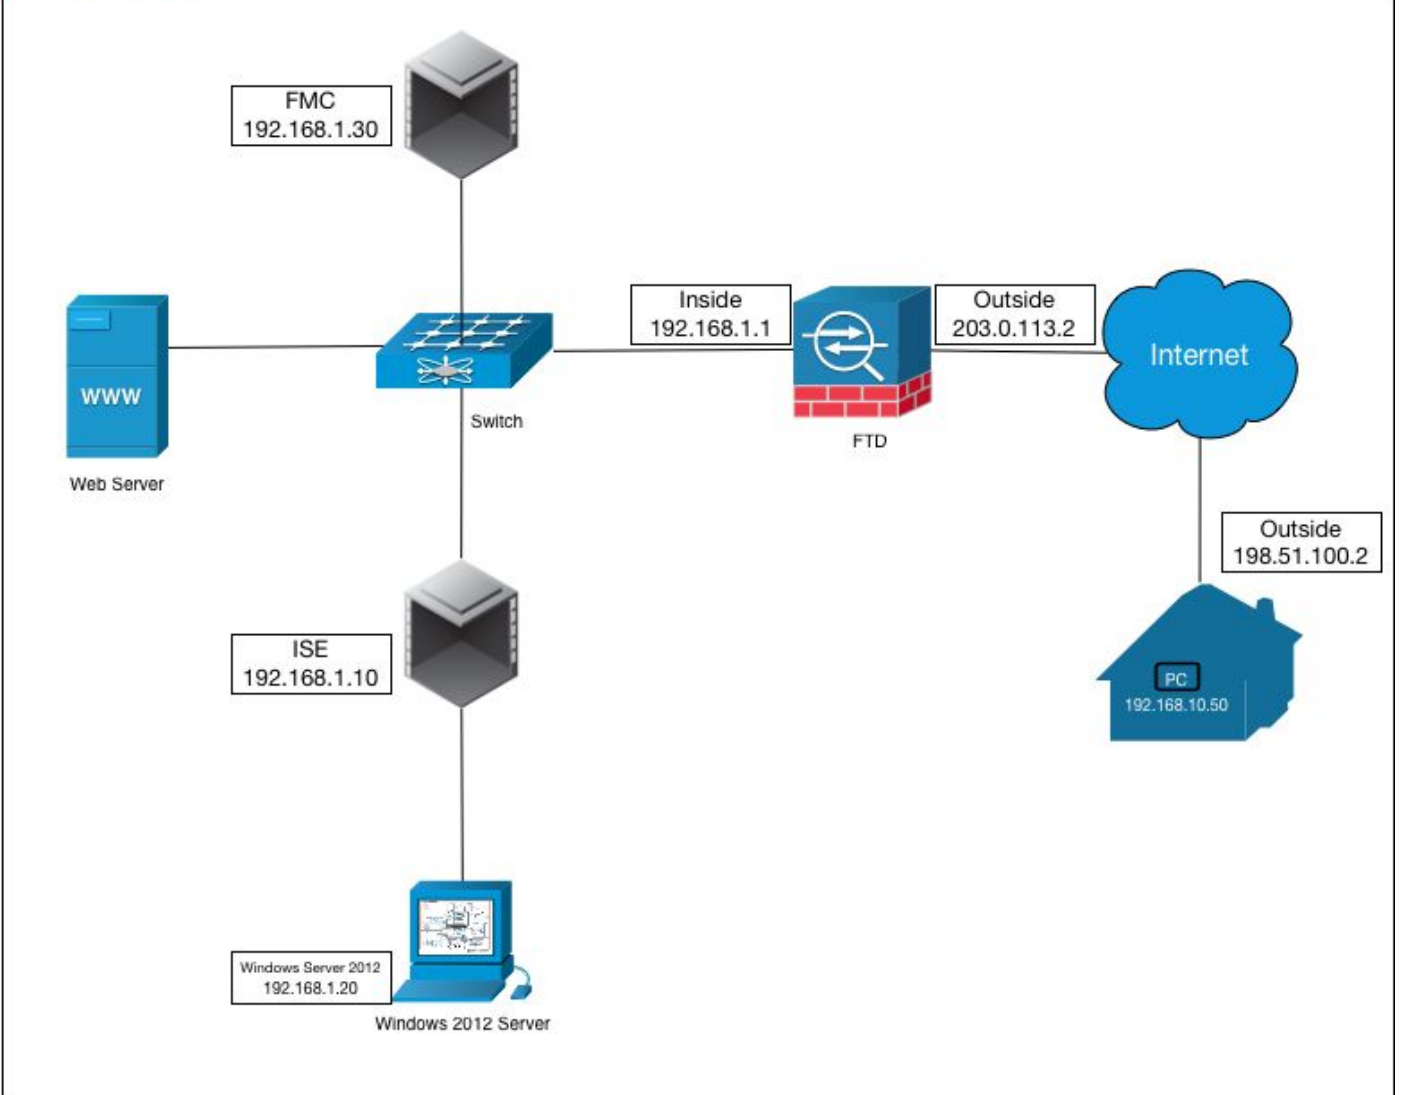 FMC
192.168.1.30
Inside
192.168.1.1
Outside
203.0.113.2
Internet
WWW
Switch
FTD
Web Server
Outside
198.51.100.2
ISE
192.168.1.10
PC
192.168.10.50
Windows Server 2012
192.168.1.20
Windows 2012 Server